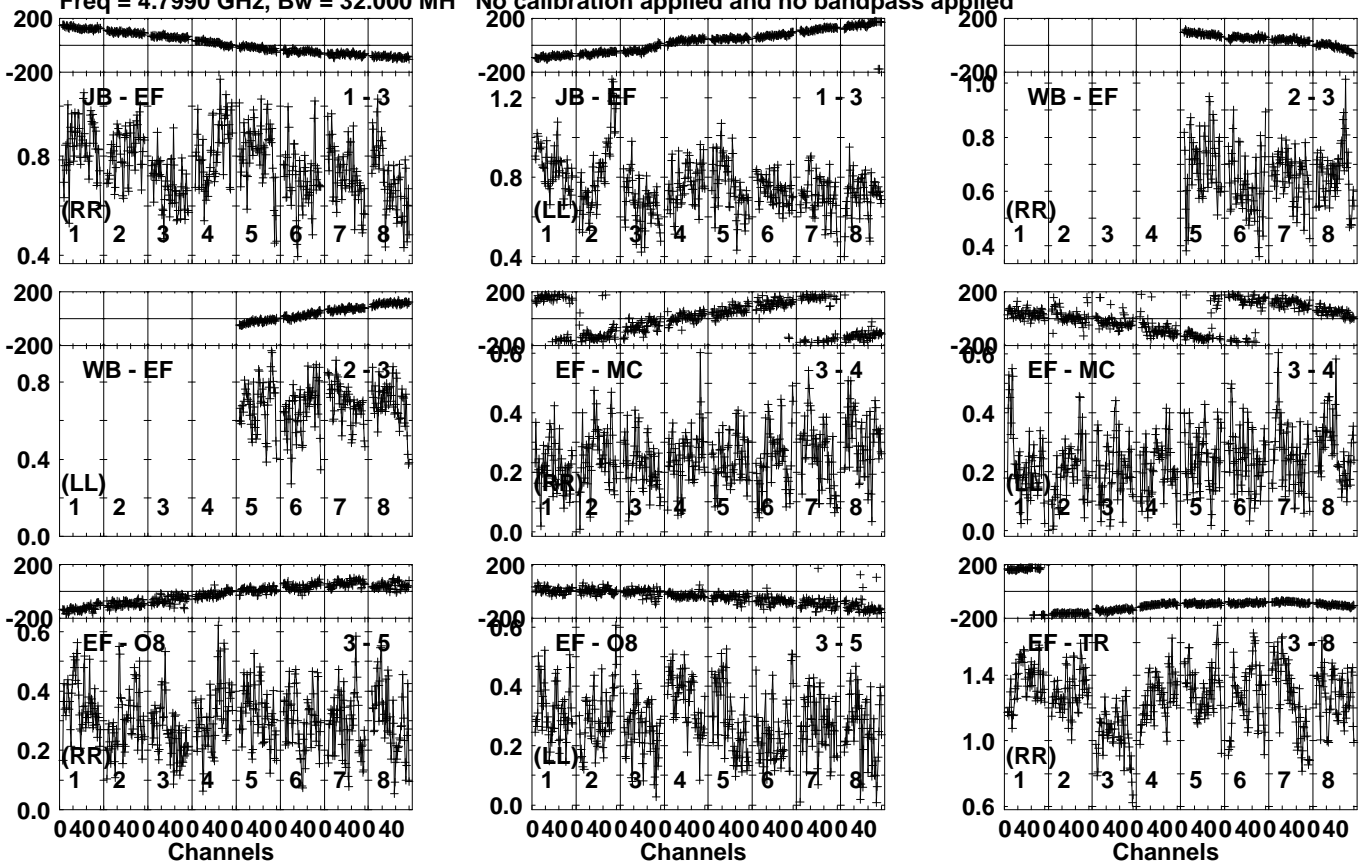 Freq = 4.7990 GHz, Bw = 32.000 MH No calibration applied and no bandpass applied
200
-200
JB - EF 1 - 3
0.8
(RR)
1 2 3 4 5 6 7 8
0.4
200
-200
1.2
JB - EF 1 - 3
0.8
(LL)
1 2 3 4 5 6 7 8
0.4
200
-200
1.0
WB - EF 2 - 3
0.8
0.6
(RR)
1 2 3 4 5 6 7 8
0.4
200
-200
WB - EF 2 - 3
0.8
0.4
(LL)
1 2 3 4 5 6 7 8
0.0
200
-200
0.6
EF - MC 3 - 4
0.4
0.2
(RR)
1 2 3 4 5 6 7 8
0.0
200
-200
0.6
EF - MC 3 - 4
0.4
0.2
(LL)
1 2 3 4 5 6 7 8
0.0
200
-200
0.6
EF - O8 3 - 5
0.4
0.2
(RR)
1 2 3 4 5 6 7 8
0.0
0 40 0 40 0 40 0 40 0 40 0 40 0 40 0 40
Channels
200
-200
0.6
EF - O8 3 - 5
0.4
0.2
(LL)
1 2 3 4 5 6 7 8
0.0
0 40 0 40 0 40 0 40 0 40 0 40 0 40 0 40
Channels
200
-200
EF - TR 3 - 8
1.4
1.0
(RR)
1 2 3 4 5 6 7 8
0.6
0 40 0 40 0 40 0 40 0 40 0 40 0 40 0 40
Channels